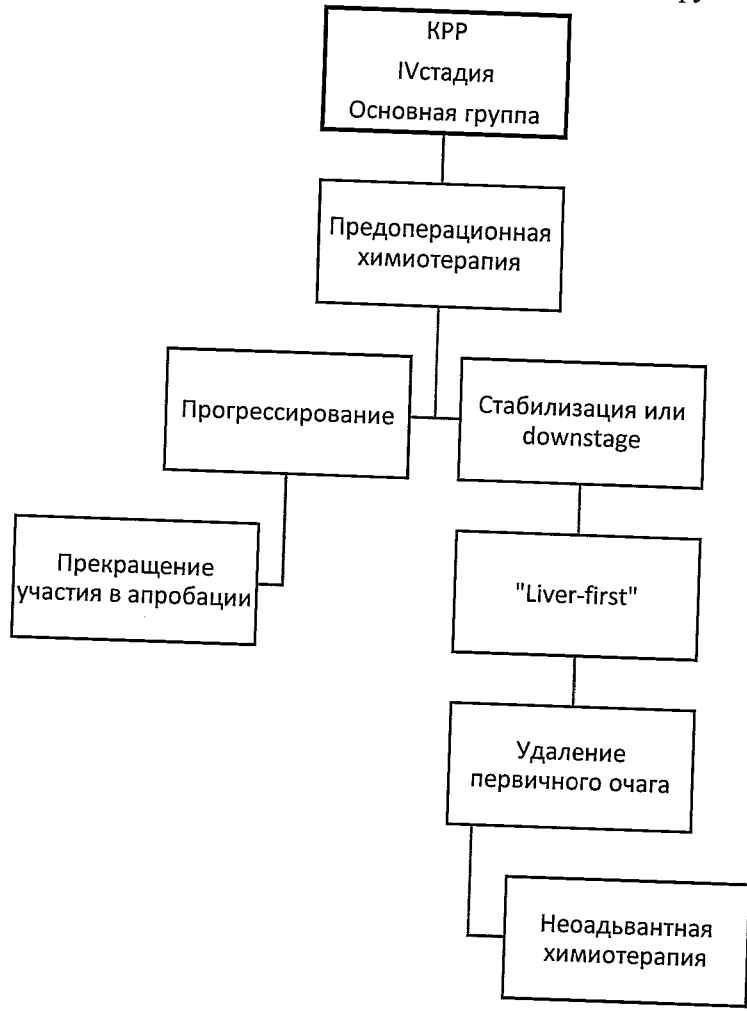 КРР
IVстадия
Основная группа
Предоперационная
химиотерапия
Прогрессирование
Стабилизация или
downstage
Прекращение
участия в апробации
"Liver-first"
Удаление
первичного очага
Неоадьвантная
химиотерапия